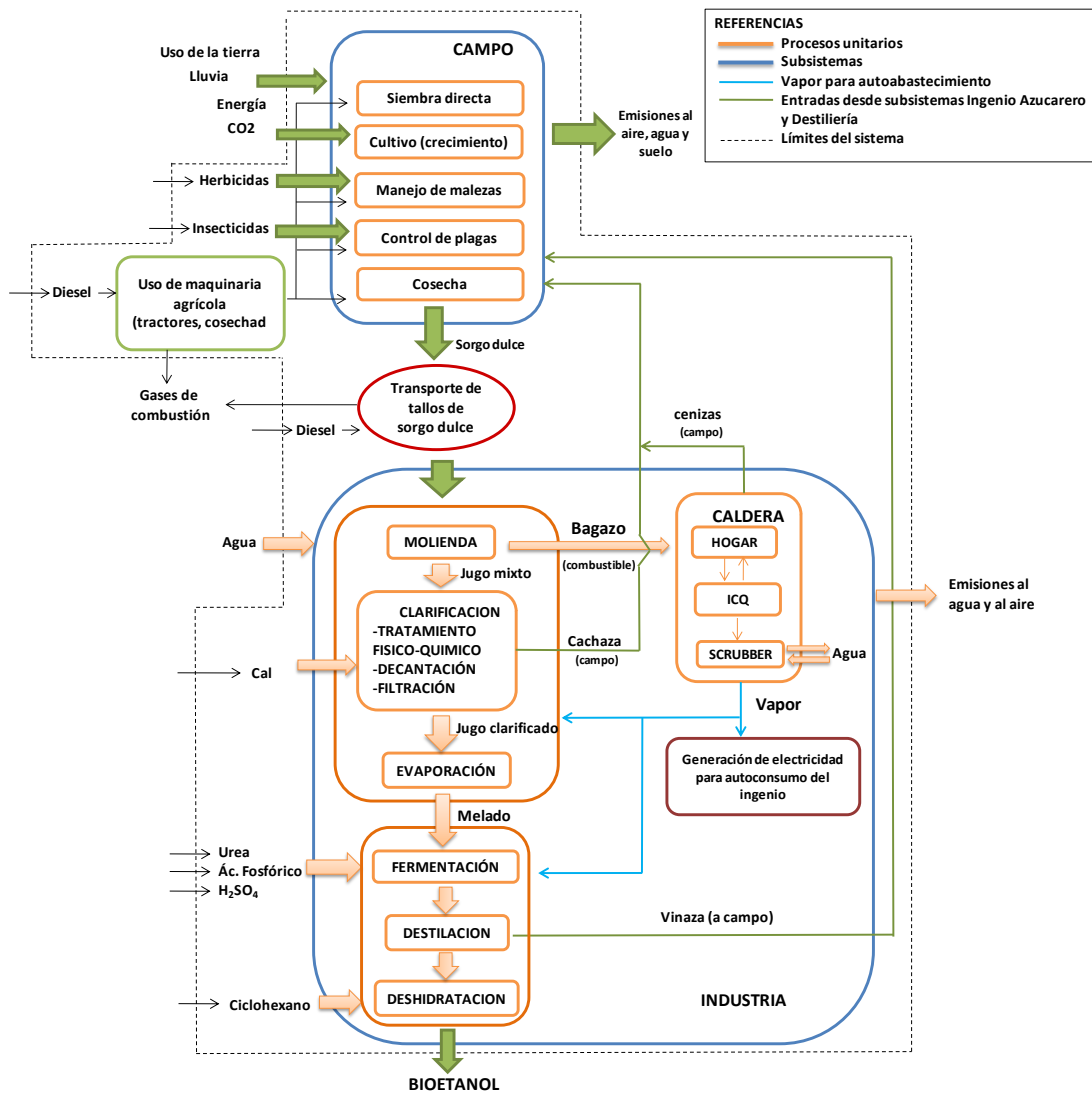 REFERENCIAS
Procesos unitarios
Subsistemas
Vapor para autoabastecimiento
Entradas desde subsistemas Ingenio Azucarero
y Destiliería
Límites del sistema
CAMPO
Uso de la tierra
Lluvia
Energía
CO2
Herbicidas
Insecticidas
Siembra directa
Cultivo (crecimiento)
Manejo de malezas
Control de plagas
Cosecha
Emisiones al
aire, agua y
suelo
Diesel
Uso de maquinaria
agrícola
(tractores, cosechad
Gases de
combustión
Sorgo dulce
Transporte de
tallos de
sorgo dulce
Diesel
cenizas
(campo)
Agua
MOLIENDA
Jugo mixto
Bagazo
(combustible)
CALDERA
HOGAR
ICQ
SCRUBBER
Agua
Emisiones al
agua y al aire
Cal
CLARIFICACION
-TRATAMIENTO
FISICO-QUIMICO
-DECANTACIÓN
-FILTRACIÓN
Cachaza
(campo)
Vapor
Jugo clarificado
EVAPORACIÓN
Generación de electricidad
para autoconsumo del
ingenio
Melado
Urea
Ác. Fosfórico
H₂SO₄
FERMENTACIÓN
DESTILACION
Vinaza (a campo)
Ciclohexano
DESHIDRATACION
INDUSTRIA
BIOETANOL